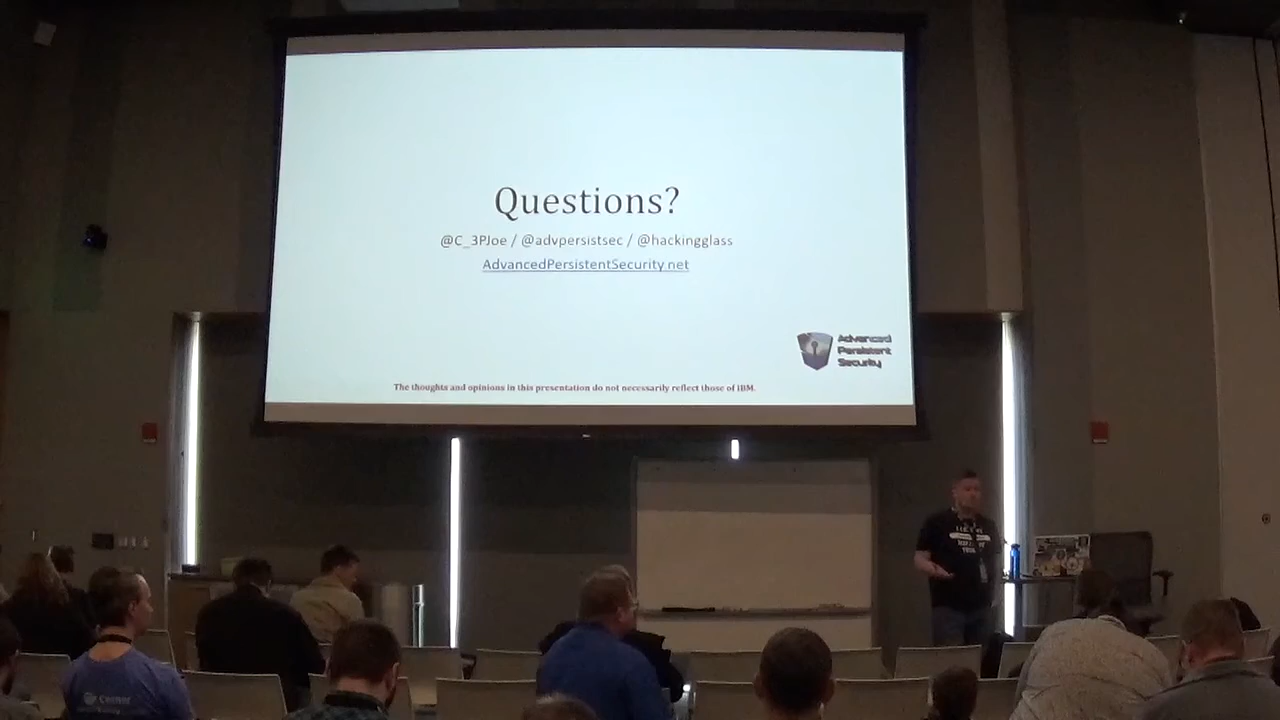 Questions?
@C_3PJoe / @advpersistsec / @hackingglass
AdvancedPersistentSecurity.net
Advanced
Persistent
Security
The thoughts and opinions in this presentation do not necessarily reflect those of IBM.